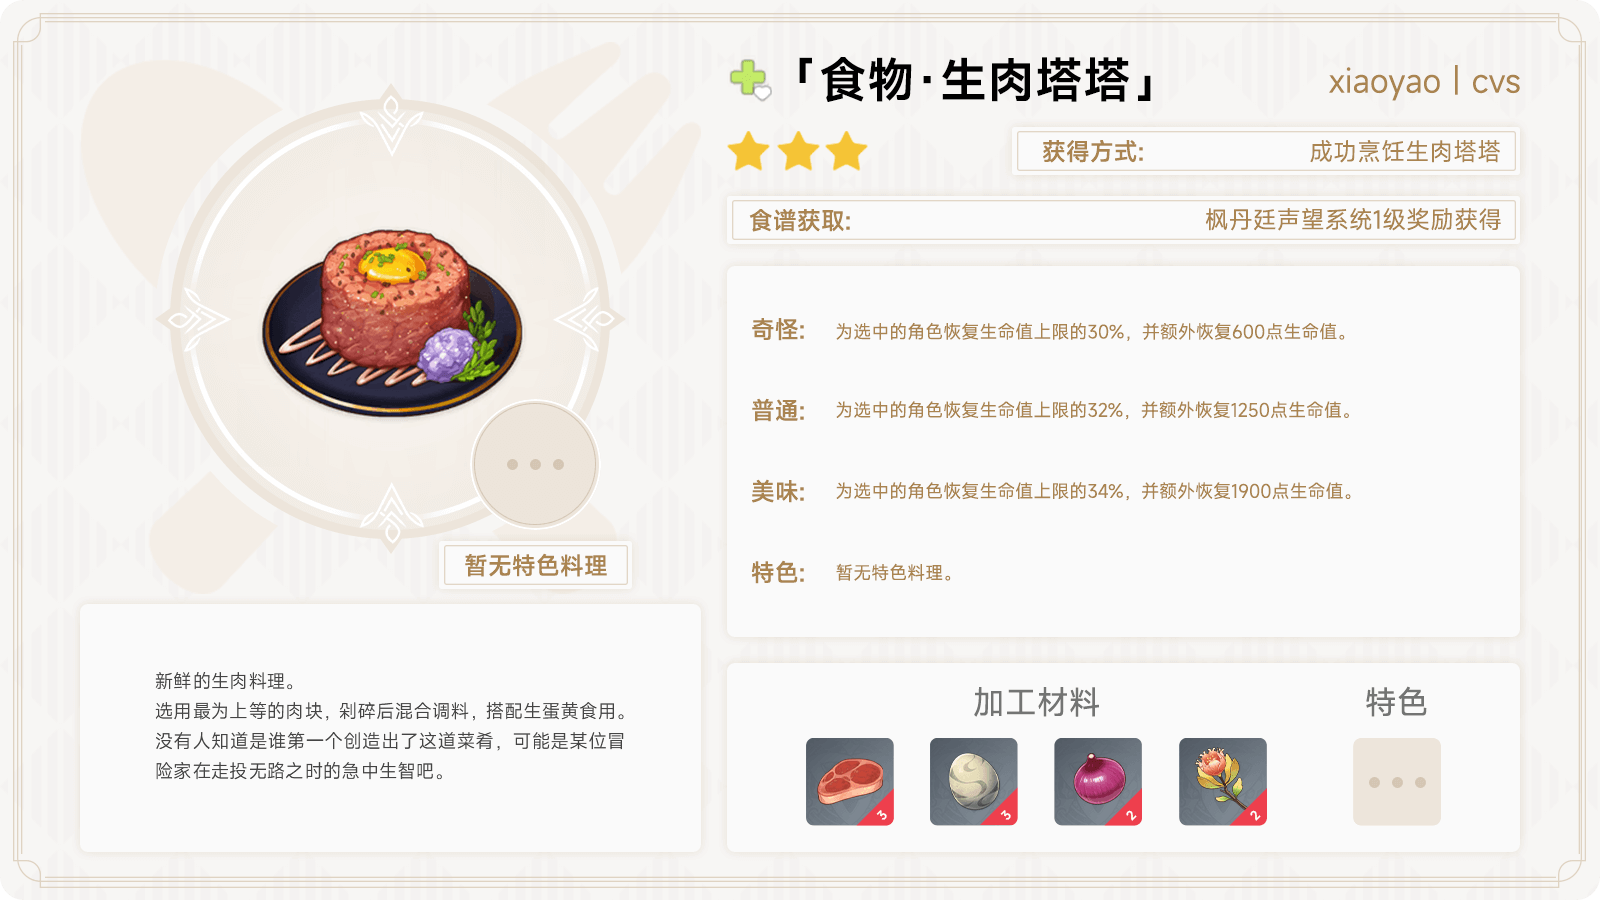 「食物·生肉塔塔」
xiaoyao | cvs
获得方式: 成功烹饪生肉塔塔
食谱获取: 枫丹廷声望系统1级奖励获得
奇怪: 为选中的角色恢复生命值上限的30%，并额外恢复600点生命值。
普通: 为选中的角色恢复生命值上限的32%，并额外恢复1250点生命值。
美味: 为选中的角色恢复生命值上限的34%，并额外恢复1900点生命值。
特色: 暂无特色料理。
暂无特色料理
新鲜的生肉料理。
选用最为上等的肉块，剁碎后混合调料，搭配生蛋黄食用。
没有人知道是谁第一个创造出了这道菜肴，可能是某位冒
险家在走投无路之时的急中生智吧。
加工材料 特色
3 3 2 2